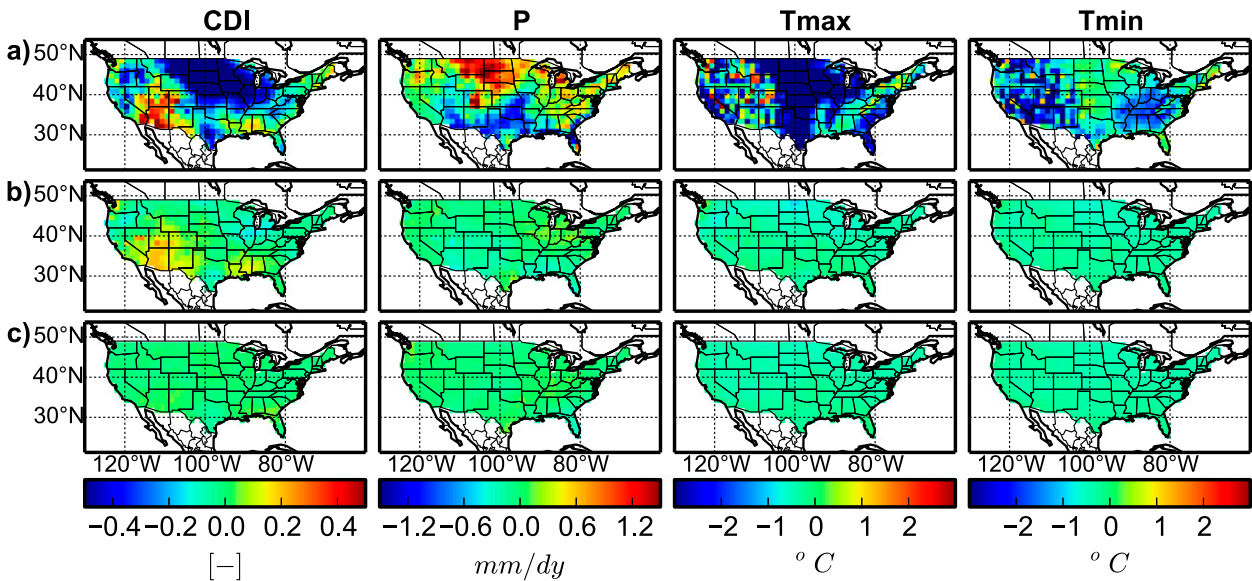 CDI P Tmax Tmin
a) 50°N
40°N
30°N
b) 50°N
40°N
30°N
c) 50°N
40°N
30°N
120°W 100°W 80°W 120°W 100°W 80°W 120°W 100°W 80°W 120°W 100°W 80°W
−0.4 −0.2 0.0 0.2 0.4 −1.2 −0.6 0.0 0.6 1.2 −2 −1 0 1 2 −2 −1 0 1 2
[−] mm/dy ° C ° C